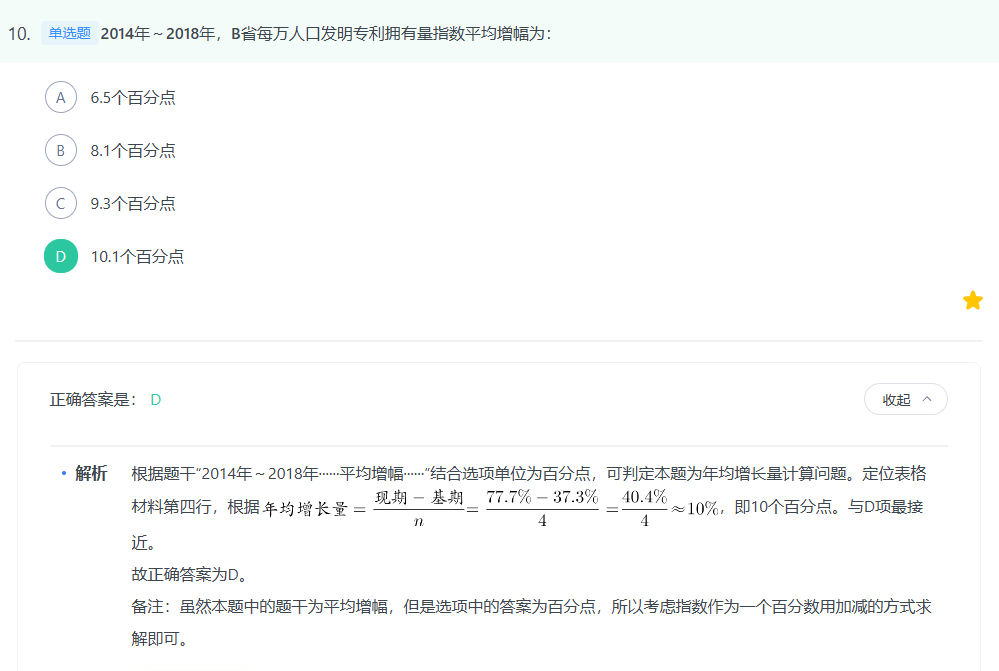 10. 单选题 2014年～2018年，B省每万人口发明专利拥有量指数平均增幅为：
A 6.5个百分点
B 8.1个百分点
C 9.3个百分点
D 10.1个百分点
正确答案是： D
收起
• 解析 根据题干“2014年～2018年……平均增幅……”结合选项单位为百分点，可判定本题为年均增长量计算问题。定位表格
材料第四行，根据 年均增长量 = (现期 − 基期)/n = (77.7% − 37.3%)/4 = 40.4%/4 ≈10%，即10个百分点。与D项最接
近。
故正确答案为D。
备注：虽然本题中的题干为平均增幅，但是选项中的答案为百分点，所以考虑指数作为一个百分数用加减的方式求
解即可。